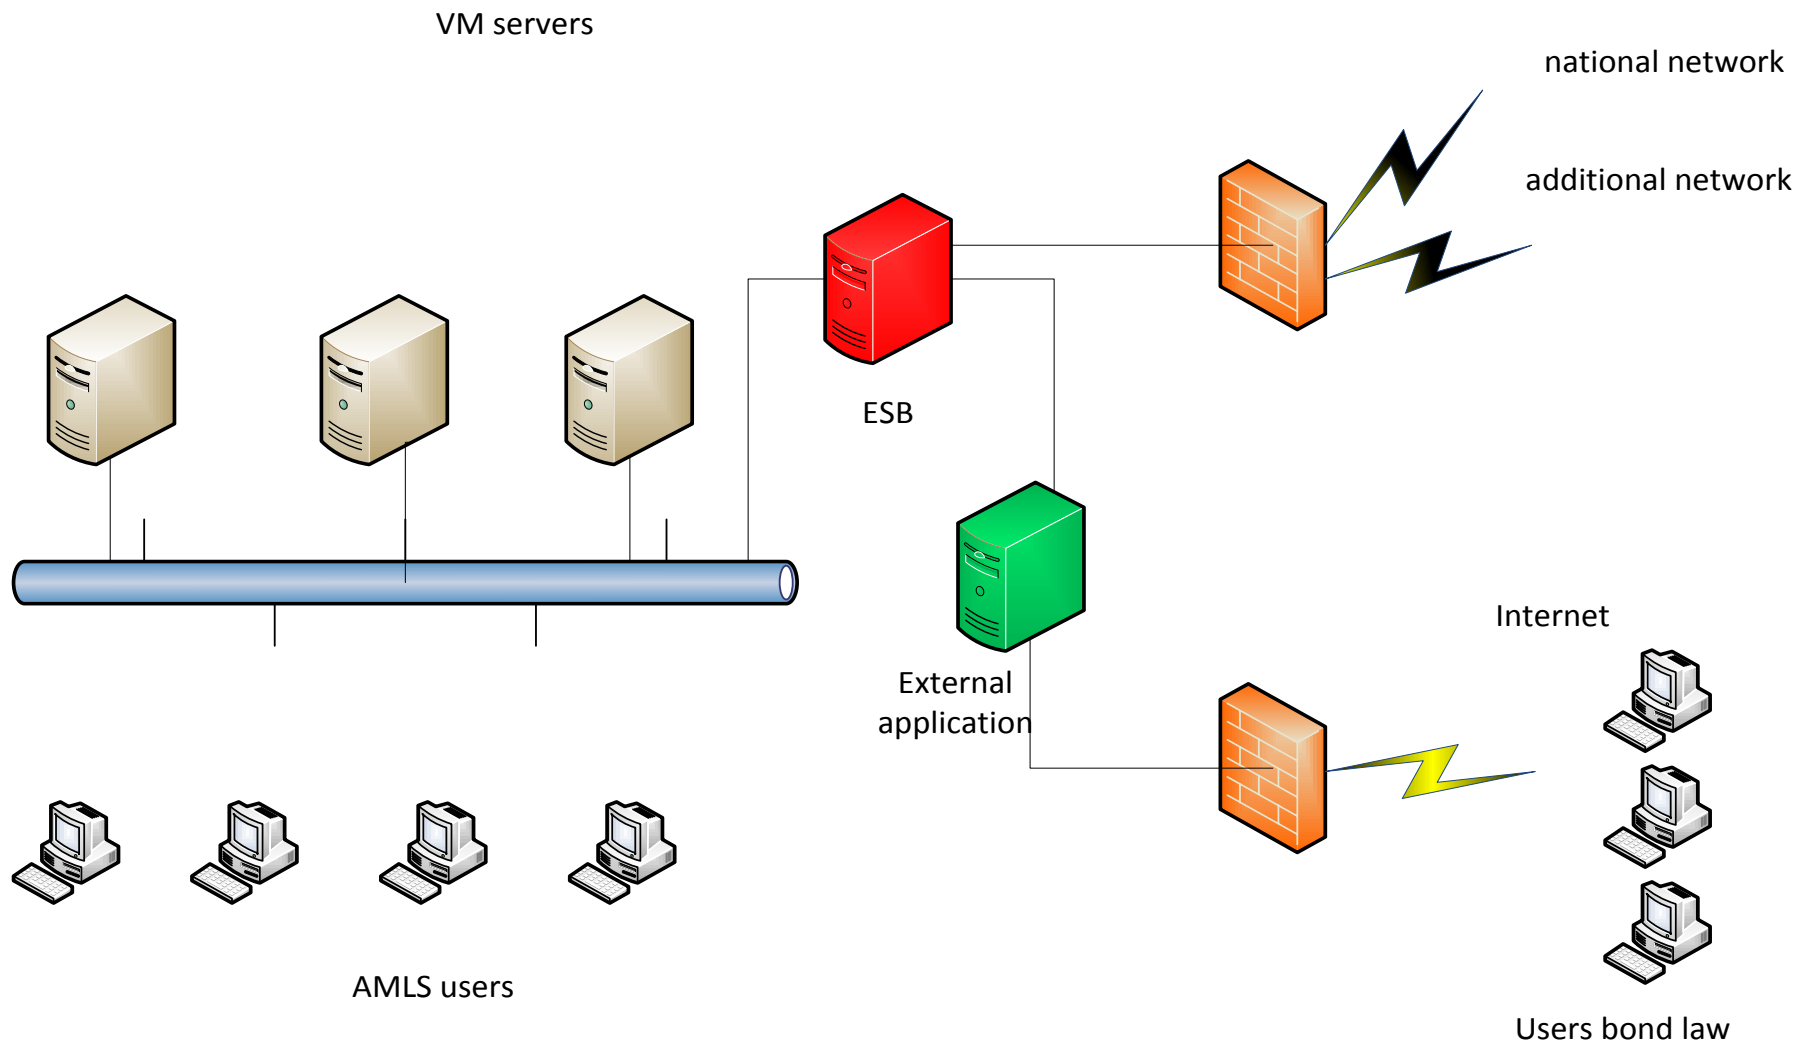 VM servers
national network
additional network
ESB
Internet
External
application
AMLS users
Users bond law